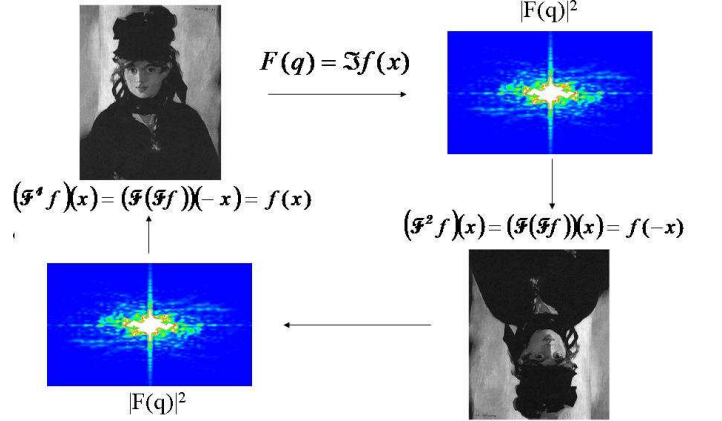 |F(q)|²
F(q) = ℑf(x)
(𝓕⁴f)(x) = (𝓕(𝓕f))(−x) = f(x)
(𝓕²f)(x) = (𝓕(𝓕f))(x) = f(−x)
|F(q)|²